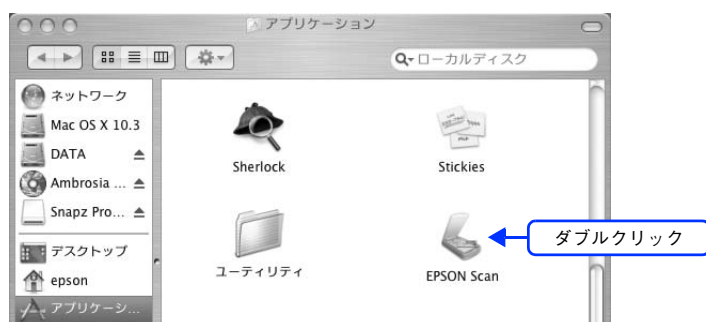 アプリケーション
ローカルディスク
ネットワーク
Mac OS X 10.3
DATA
Ambrosia ...
Snapz Pro...
デスクトップ
epson
アプリケーシ...
Sherlock
Stickies
ユーティリティ
EPSON Scan
ダブルクリック